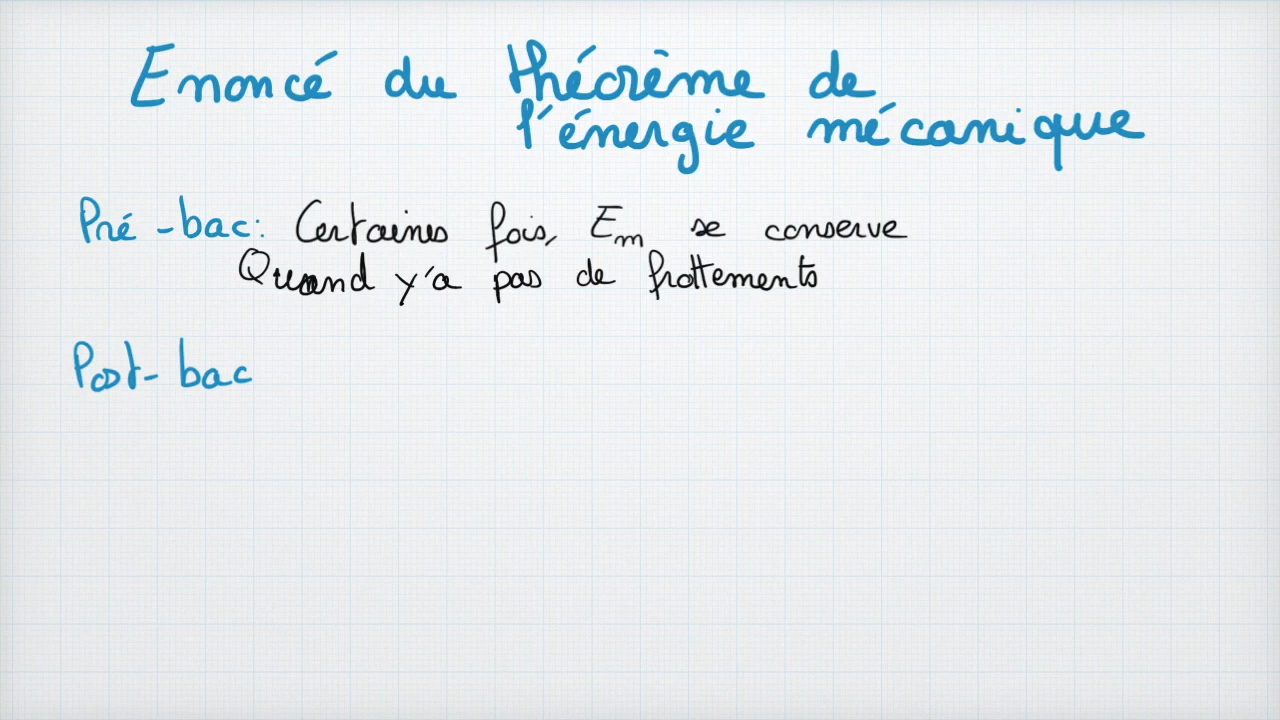 Enoncé du théorème de
l'énergie mécanique
Pré-bac: Certaines fois, Em se conserve
Quand y'a pas de frottements
Post-bac